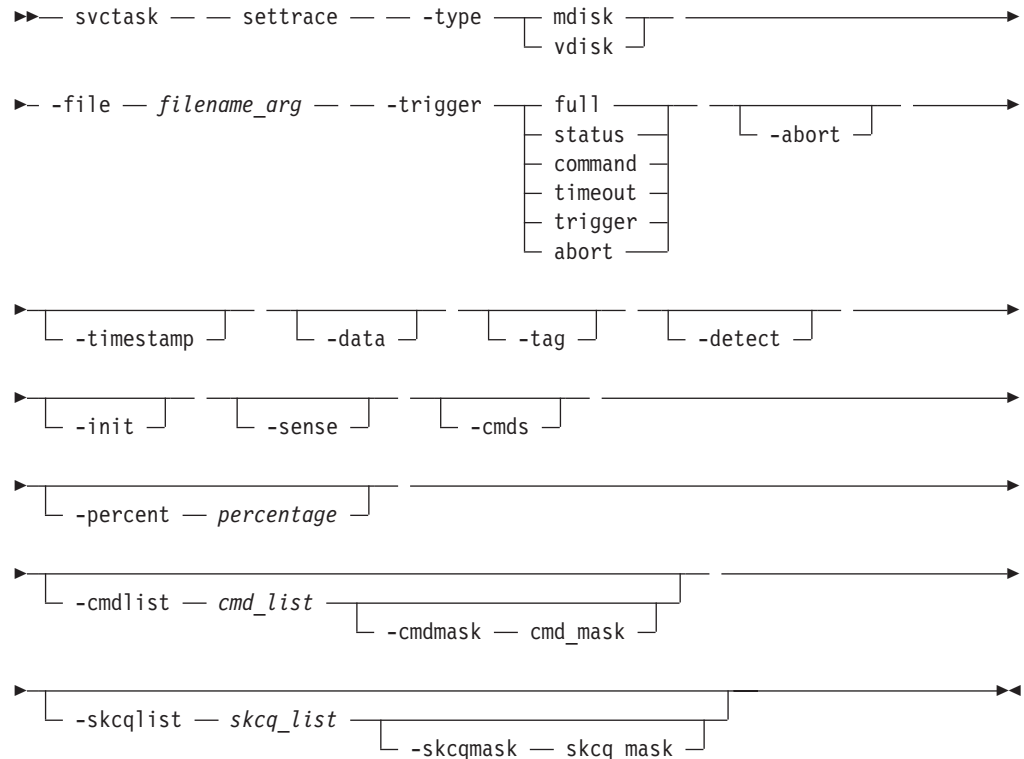 svctask settrace -type mdisk
vdisk
-file filename_arg -trigger full
status -abort
command
timeout
trigger
abort
-timestamp -data -tag -detect
-init -sense -cmds
-percent percentage
-cmdlist cmd_list
-cmdmask cmd_mask
-skcqlist skcq_list
-skcqmask skcq mask